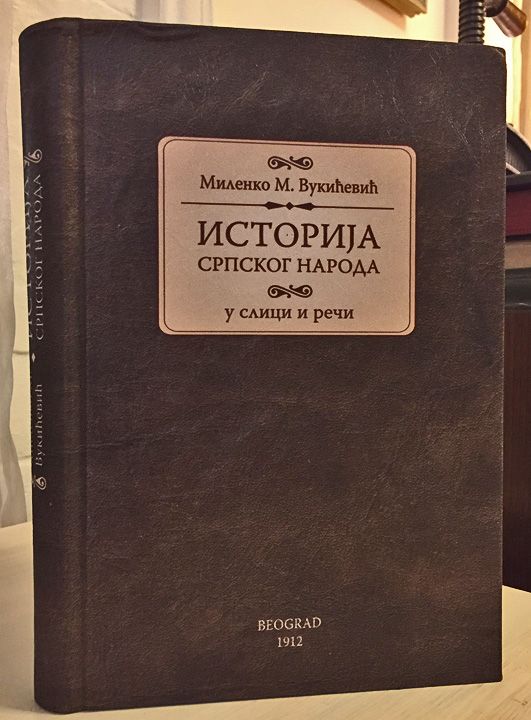 Миленко М. Вукићевић
ИСТОРИЈА
СРПСКОГ НАРОДА
у слици и речи
BEOGRAD
1912
Вукићевић
ИСТОРИЈА
СРПСКОГ НАРОДА